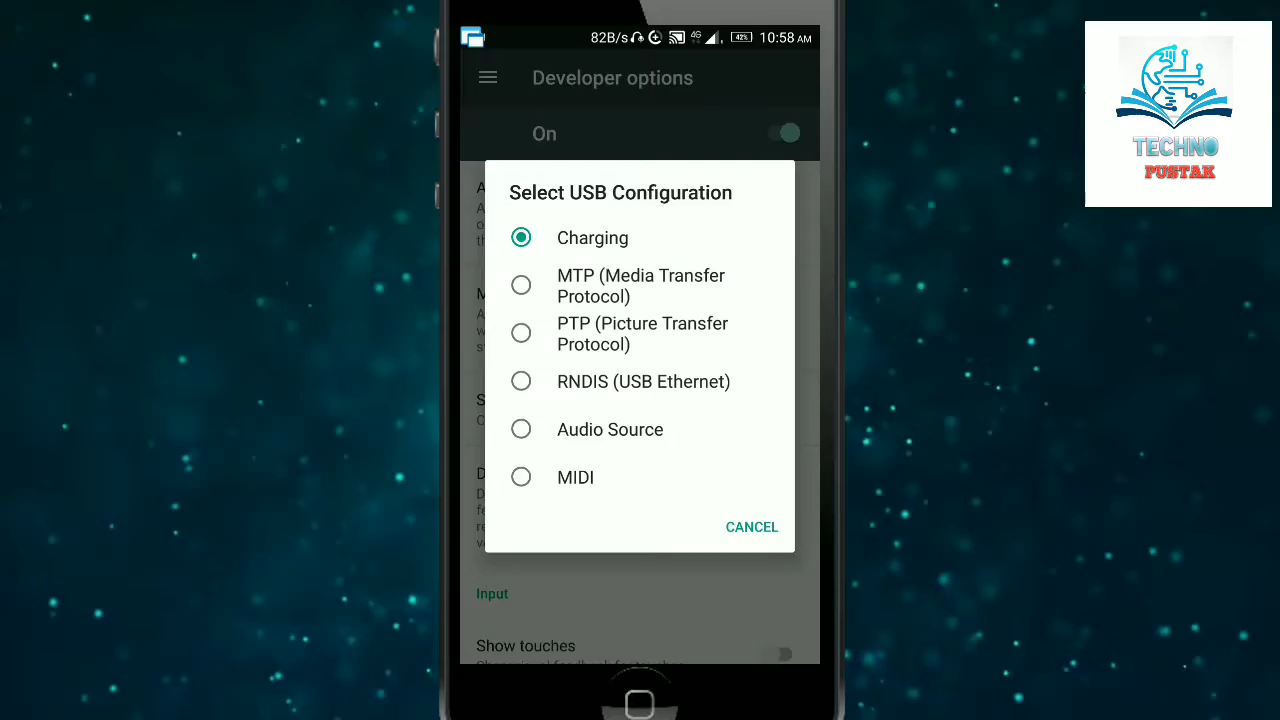 82B/s 4G 42% 10:58 AM
Developer options
On
Select USB Configuration
Charging
MTP (Media Transfer
Protocol)
PTP (Picture Transfer
Protocol)
RNDIS (USB Ethernet)
Audio Source
MIDI
CANCEL
Input
Show touches
TECHNO
PUSTAK